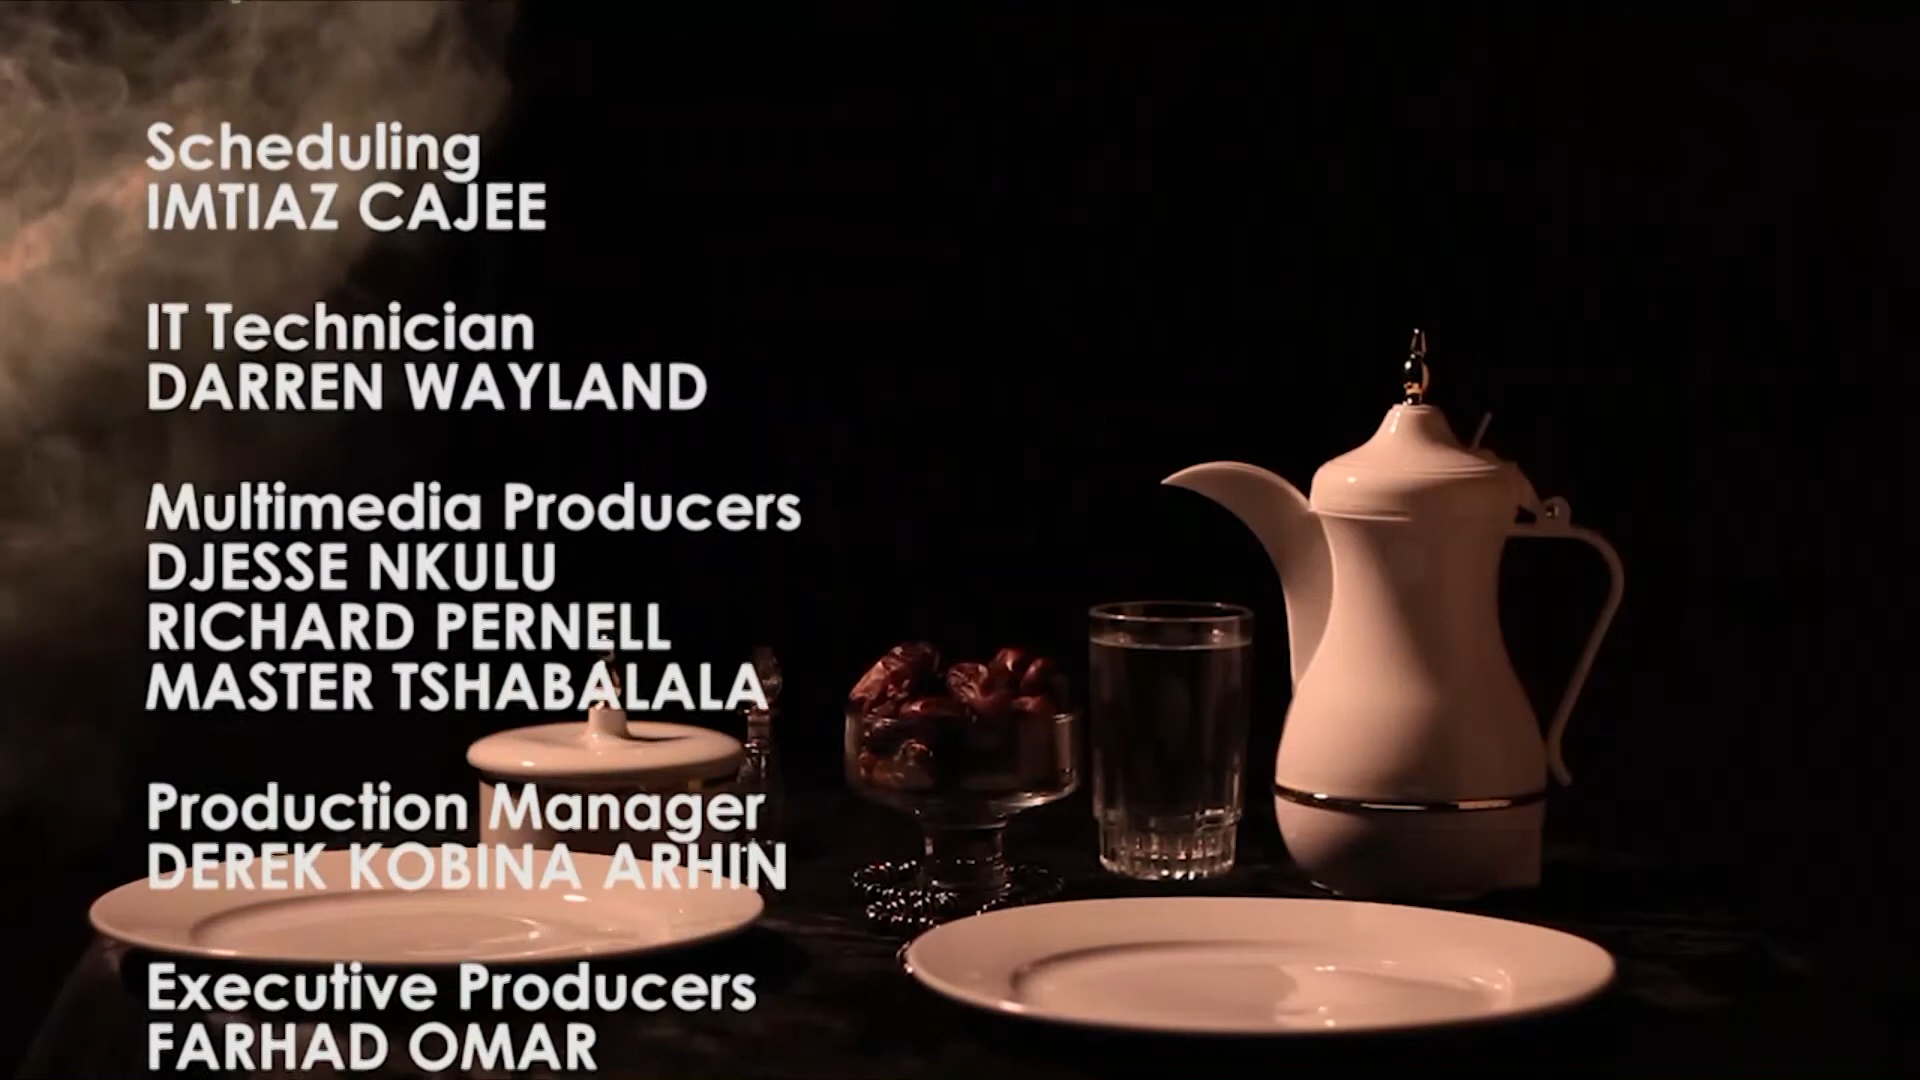 Scheduling
IMTIAZ CAJEE
IT Technician
DARREN WAYLAND
Multimedia Producers
DJESSE NKULU
RICHARD PERNELL
MASTER TSHABALALA
Production Manager
DEREK KOBINA ARHIN
Executive Producers
FARHAD OMAR